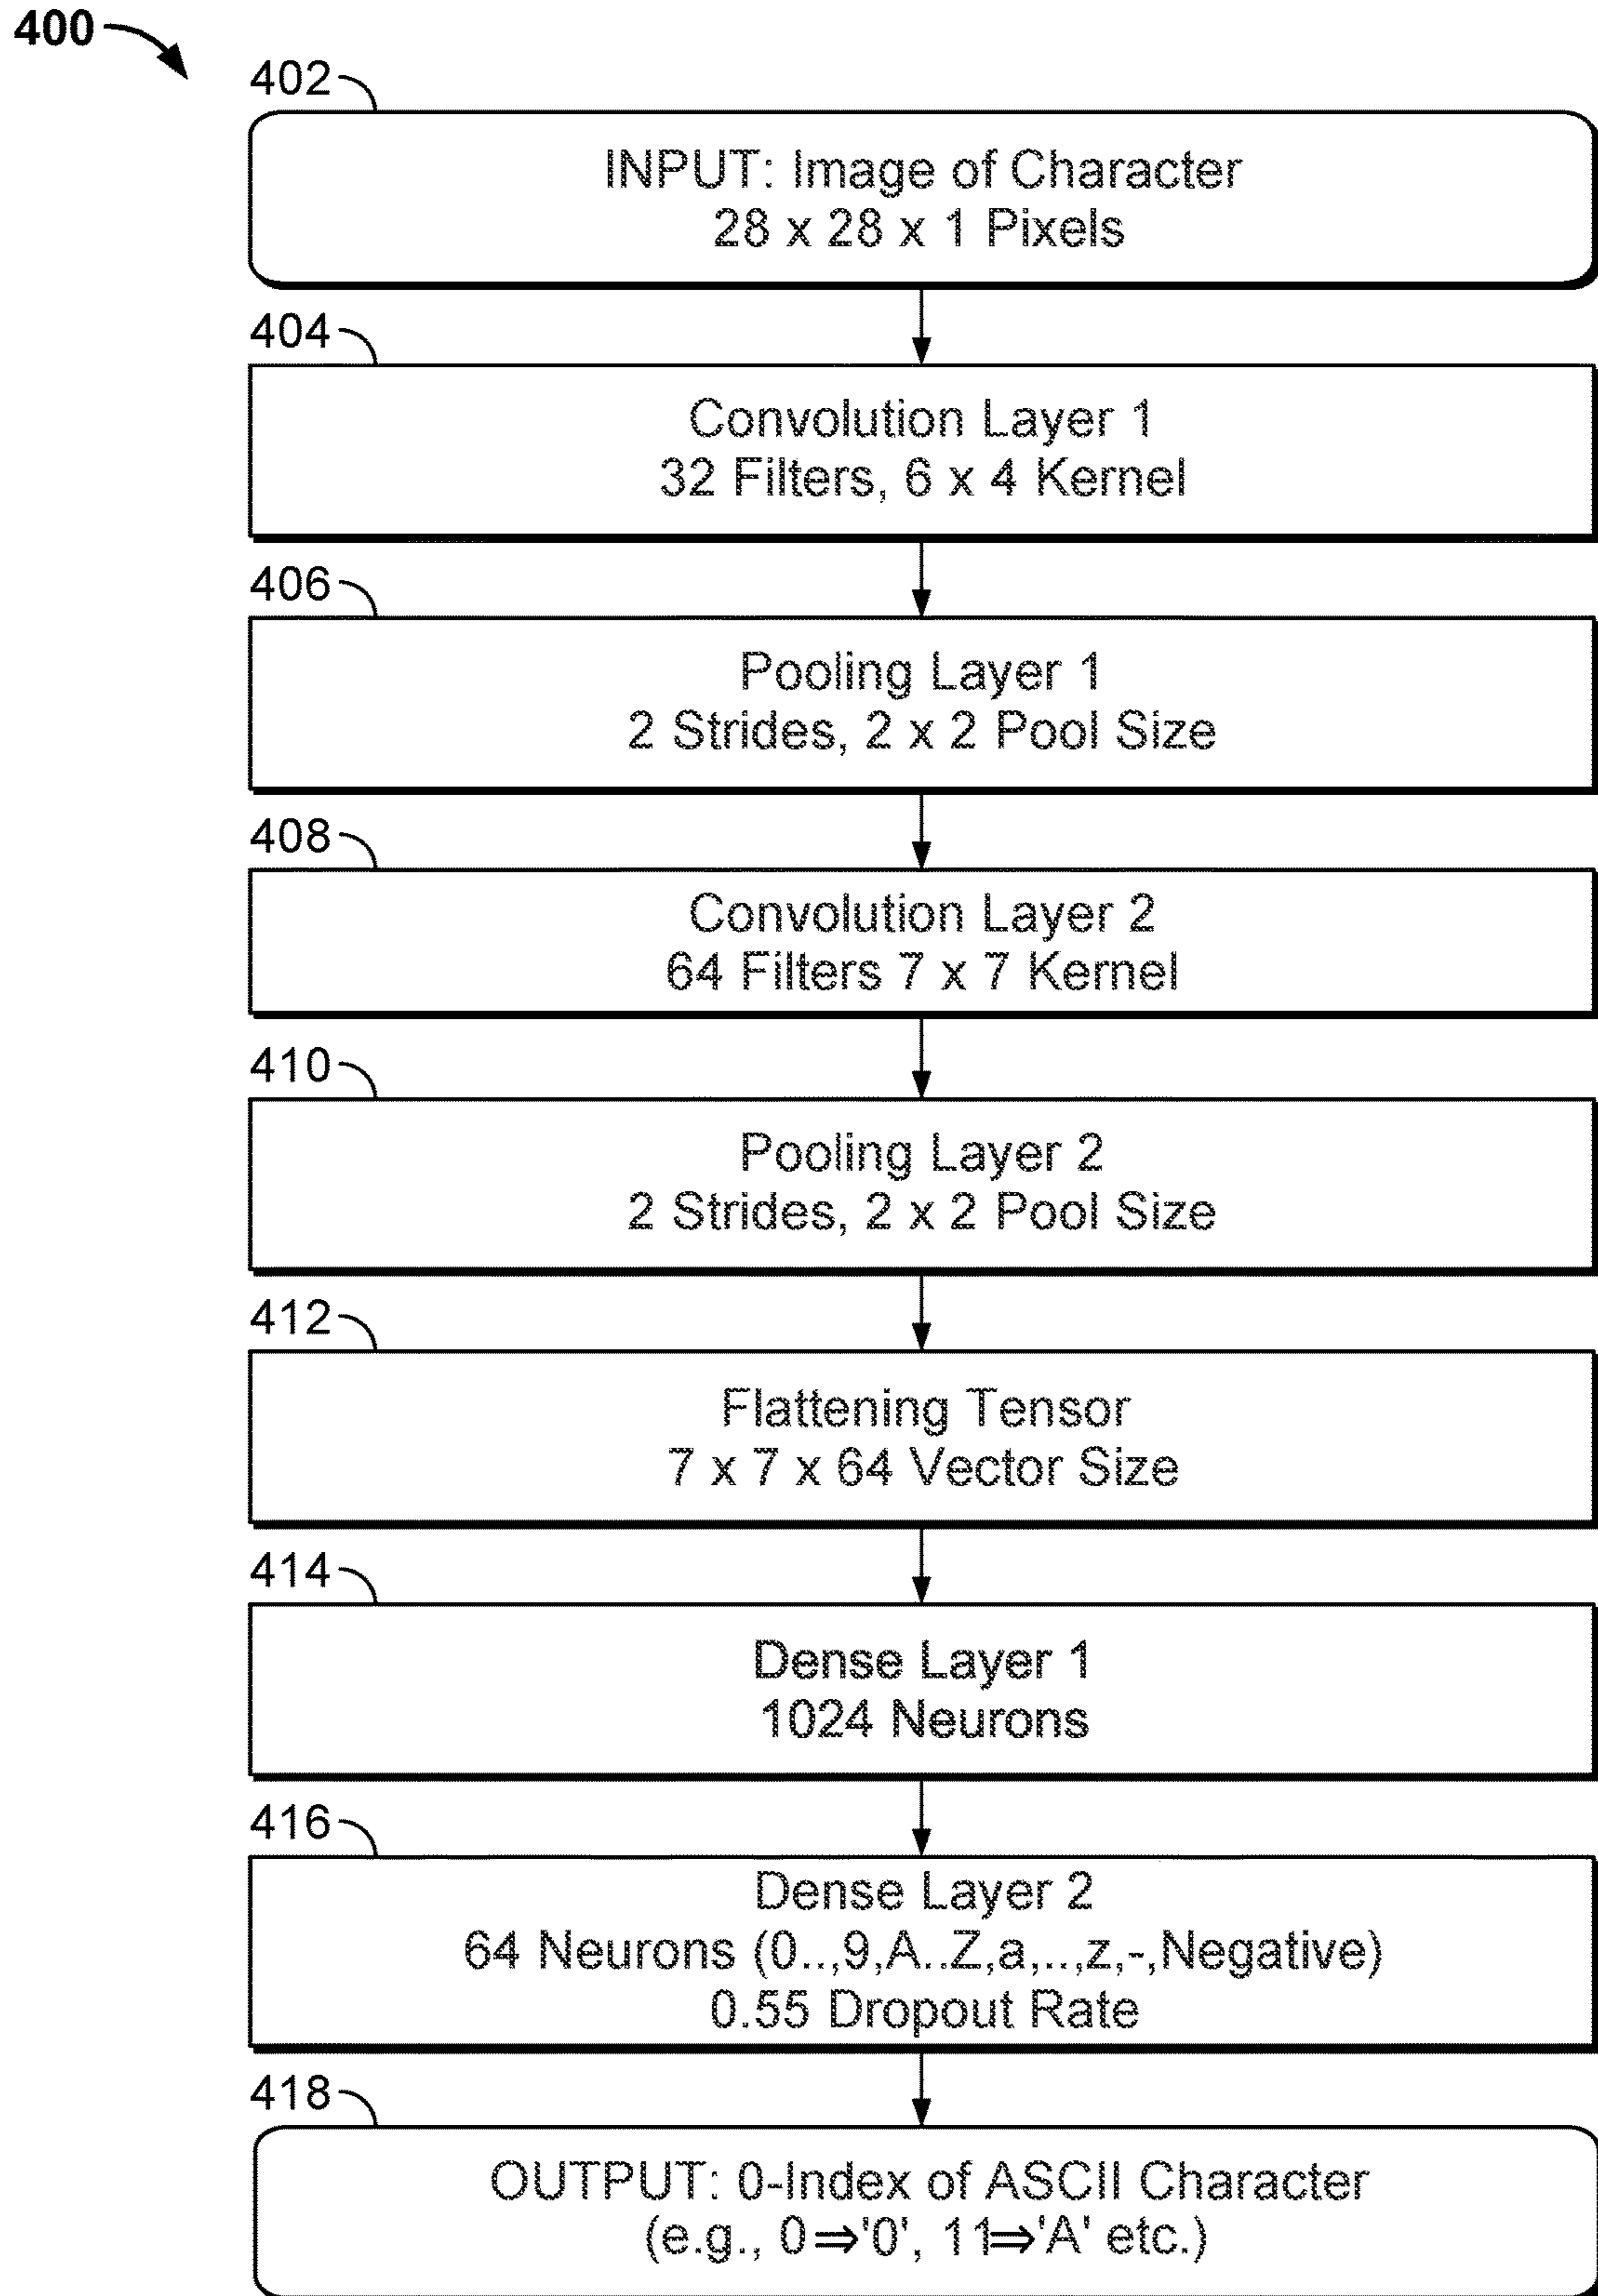 400
402
INPUT: Image of Character
28 x 28 x 1 Pixels
404
Convolution Layer 1
32 Filters, 6 x 4 Kernel
406
Pooling Layer 1
2 Strides, 2 x 2 Pool Size
408
Convolution Layer 2
64 Filters 7 x 7 Kernel
410
Pooling Layer 2
2 Strides, 2 x 2 Pool Size
412
Flattening Tensor
7 x 7 x 64 Vector Size
414
Dense Layer 1
1024 Neurons
416
Dense Layer 2
64 Neurons (0..,9,A..Z,a,..,z,-,Negative)
0.55 Dropout Rate
418
OUTPUT: 0-Index of ASCII Character
(e.g., 0⇒'0', 11⇒'A' etc.)